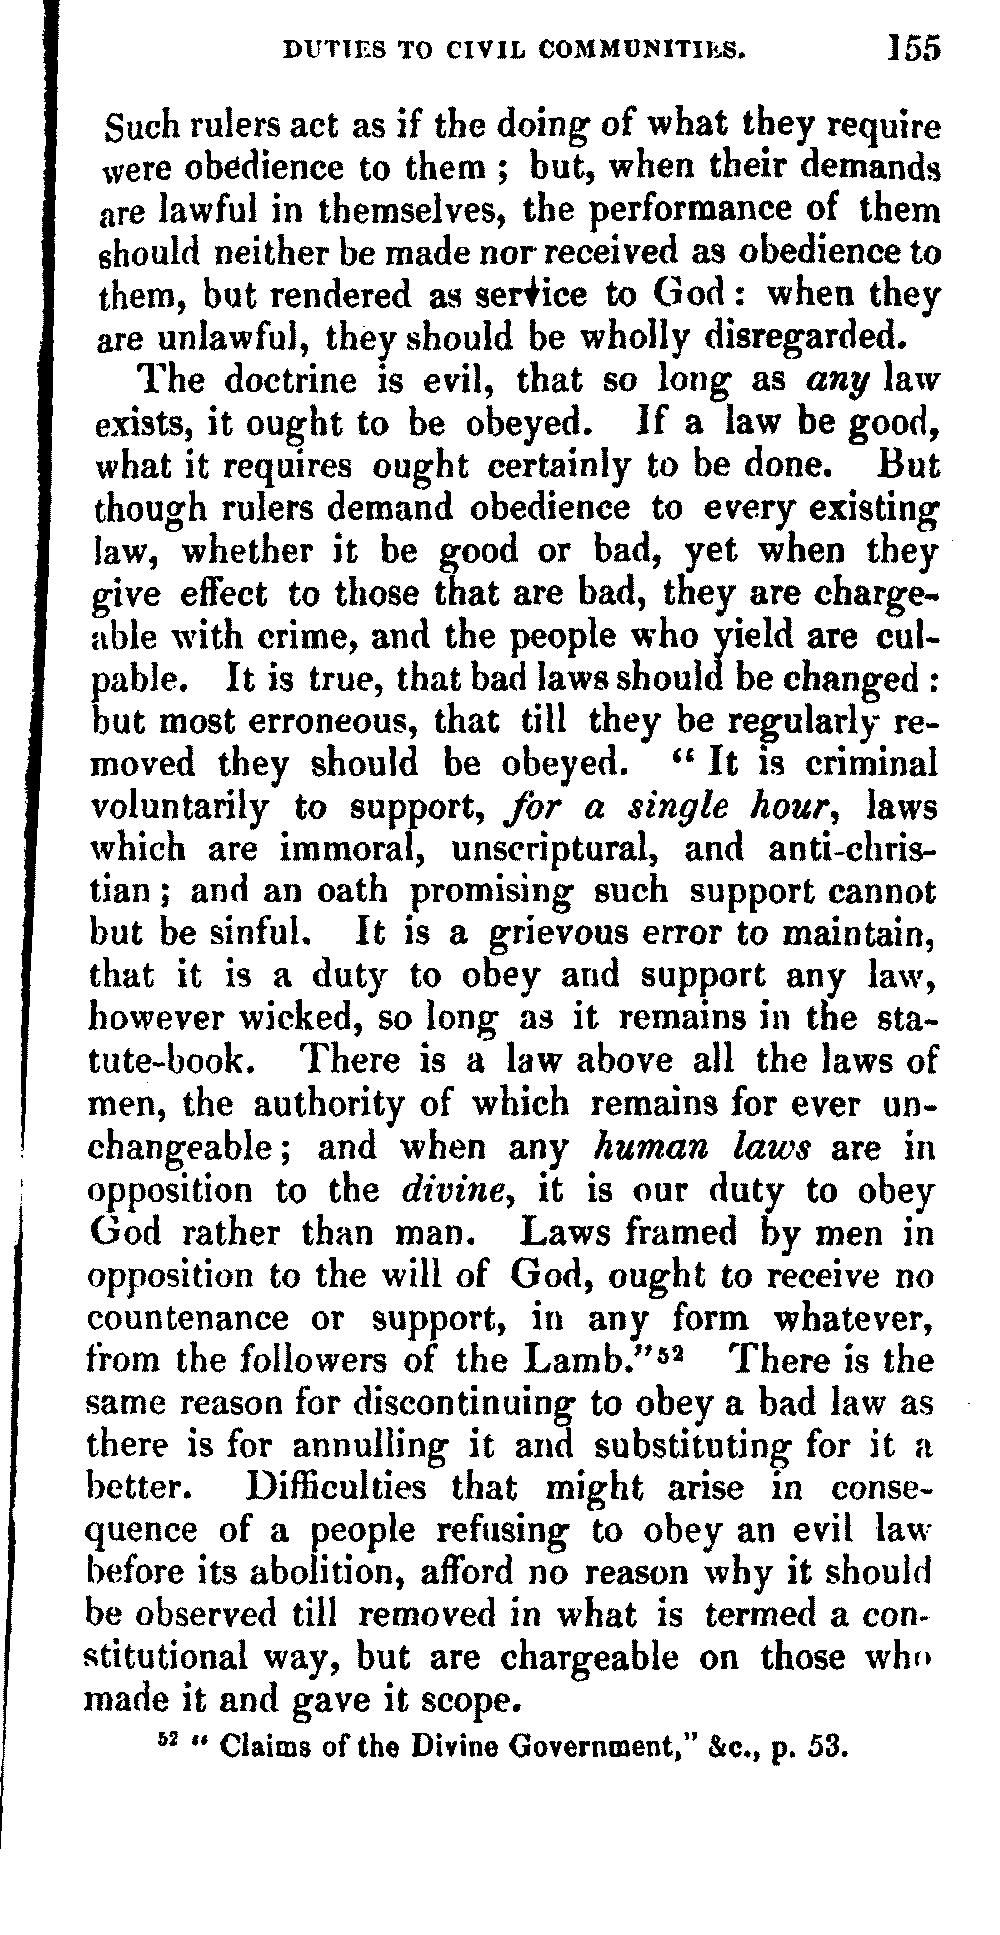 DUTIES TO CIVIL COMMUNITIES. 155
Such rulers act as if the doing of what they require
were obedience to them ; but, when their demands
are lawful in themselves, the performance of them
should neither be made nor received as obedience to
them, but rendered as service to God : when they
are unlawful, they should be wholly disregarded.
The doctrine is evil, that so long as any law
exists, it ought to be obeyed. If a law be good,
what it requires ought certainly to be done. But
though rulers demand obedience to every existing
law, whether it be good or bad, yet when they
give effect to those that are bad, they are charge-
able with crime, and the people who yield are cul-
pable. It is true, that bad laws should be changed :
but most erroneous, that till they be regularly re-
moved they should be obeyed. “ It is criminal
voluntarily to support, for a single hour, laws
which are immoral, unscriptural, and anti-chris-
tian ; and an oath promising such support cannot
but be sinful. It is a grievous error to maintain,
that it is a duty to obey and support any law,
however wicked, so long as it remains in the sta-
tute-book. There is a law above all the laws of
men, the authority of which remains for ever un-
changeable ; and when any human laws are in
opposition to the divine, it is our duty to obey
God rather than man. Laws framed by men in
opposition to the will of God, ought to receive no
countenance or support, in any form whatever,
from the followers of the Lamb.”⁵² There is the
same reason for discontinuing to obey a bad law as
there is for annulling it and substituting for it a
better. Difficulties that might arise in conse-
quence of a people refusing to obey an evil law
before its abolition, afford no reason why it should
be observed till removed in what is termed a con-
stitutional way, but are chargeable on those who
made it and gave it scope.
⁵² “ Claims of the Divine Government,” &c., p. 53.